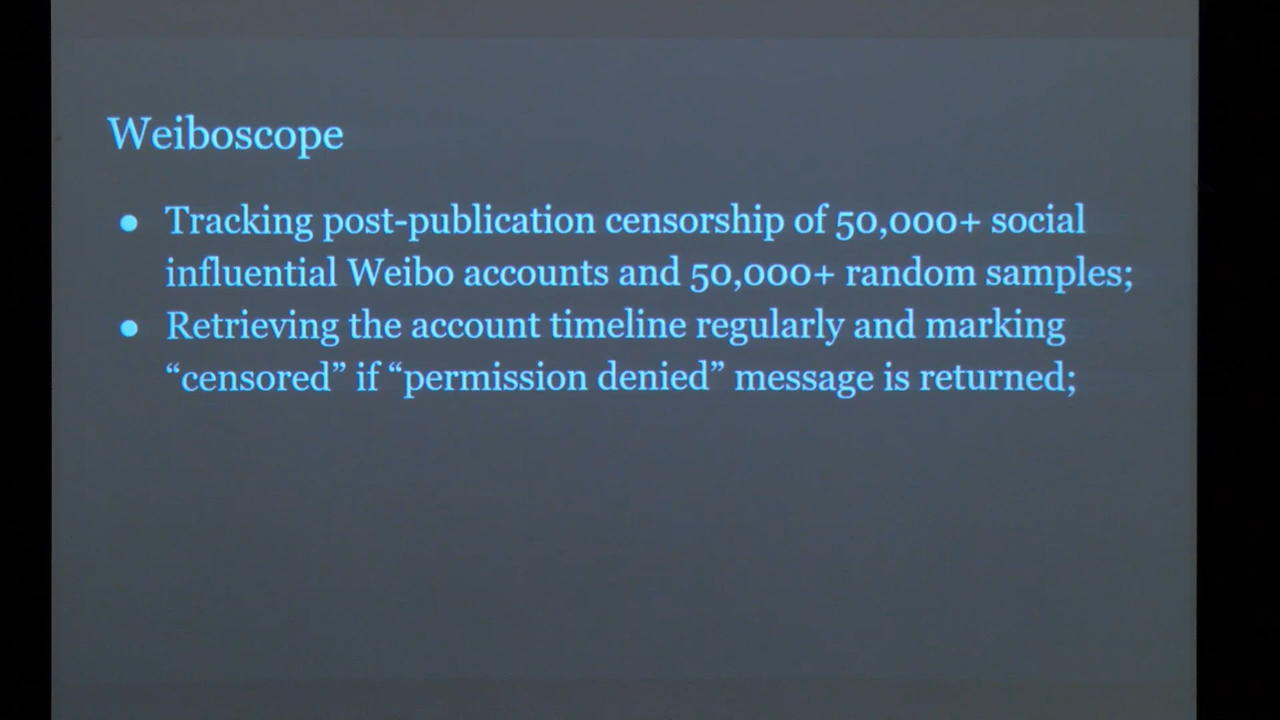 Weiboscope
● Tracking post-publication censorship of 50,000+ social
influential Weibo accounts and 50,000+ random samples;
● Retrieving the account timeline regularly and marking
“censored” if “permission denied” message is returned;